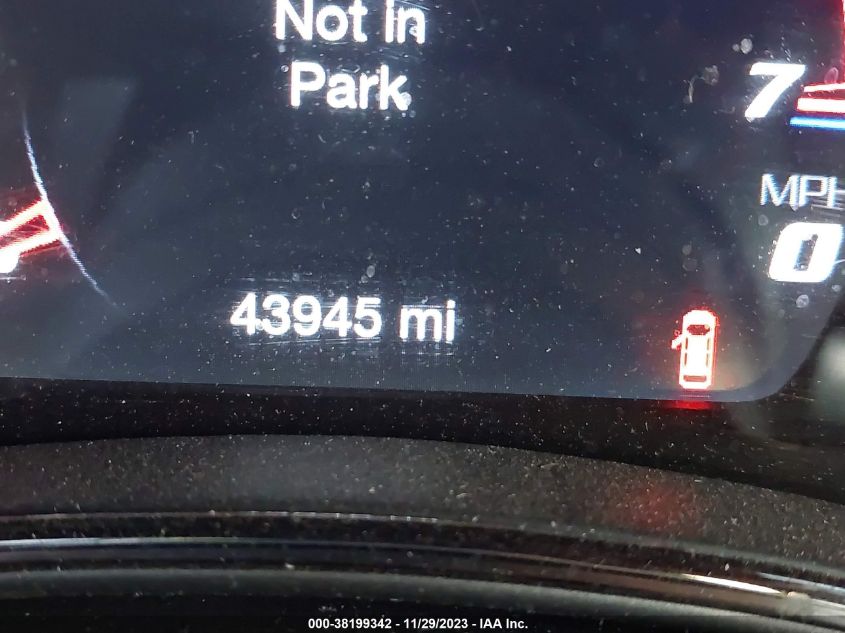 Not in
Park
7
MPH
0
43945 mi
000-38199342 - 11/29/2023 - IAA Inc.